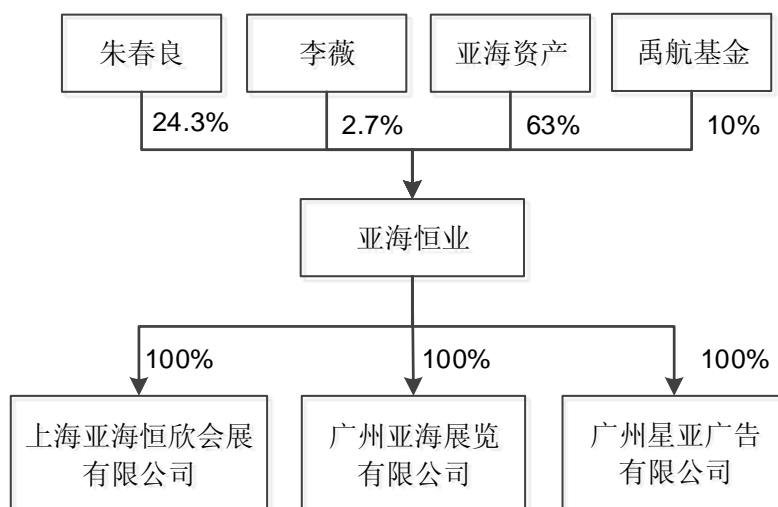 朱春良
李薇
亚海资产
禹航基金
24.3%
2.7%
63%
10%
亚海恒业
100%
100%
100%
上海亚海恒欣会展
有限公司
广州亚海展览
有限公司
广州星亚广告
有限公司